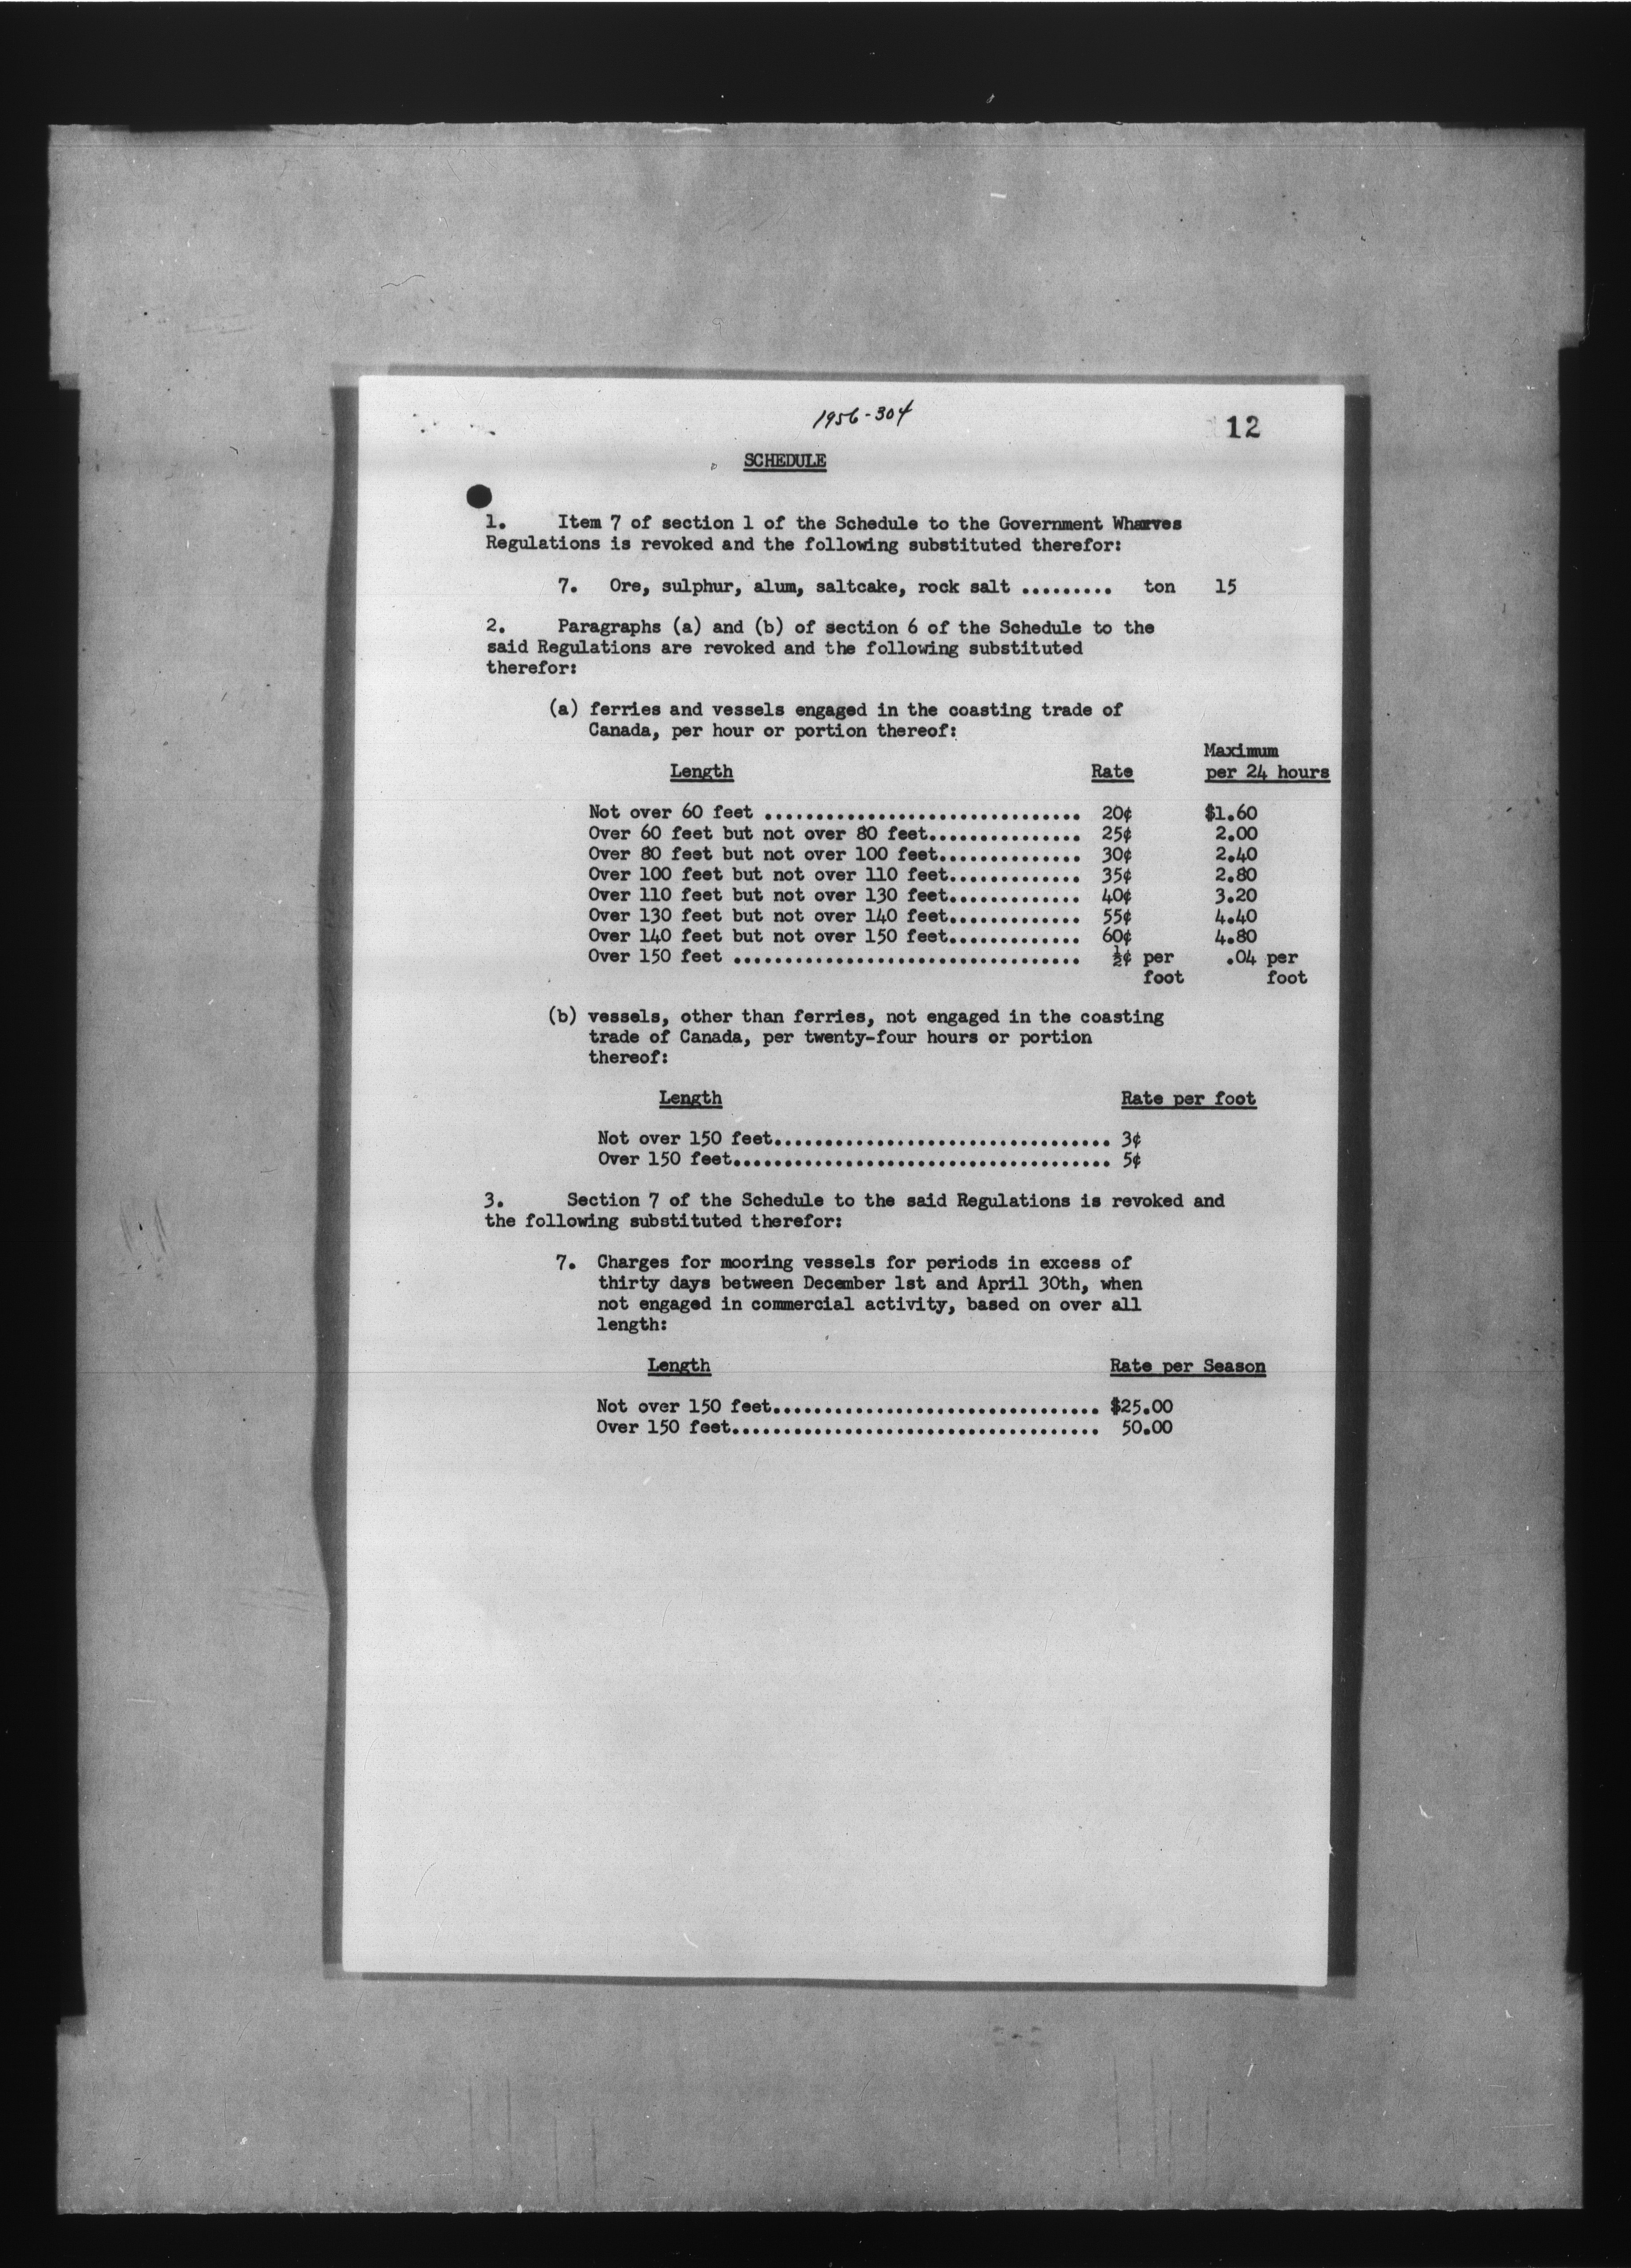 1956-304
12
SCHEDULE
1. Item 7 of section 1 of the Schedule to the Government Wharves
Regulations is revoked and the following substituted therefor:
7. Ore, sulphur, alum, saltcake, rock salt ......... ton 15
2. Paragraphs (a) and (b) of section 6 of the Schedule to the
said Regulations are revoked and the following substituted
therefor:
(a) ferries and vessels engaged in the coasting trade of
Canada, per hour or portion thereof:
Maximum
Length Rate per 24 hours
Not over 60 feet ............................... 20¢ $1.60
Over 60 feet but not over 80 feet............... 25¢ 2.00
Over 80 feet but not over 100 feet.............. 30¢ 2.40
Over 100 feet but not over 110 feet............. 35¢ 2.80
Over 110 feet but not over 130 feet............. 40¢ 3.20
Over 130 feet but not over 140 feet............. 55¢ 4.40
Over 140 feet but not over 150 feet............. 60¢ 4.80
Over 150 feet .................................. ½¢ per .04 per
foot foot
(b) vessels, other than ferries, not engaged in the coasting
trade of Canada, per twenty-four hours or portion
thereof:
Length Rate per foot
Not over 150 feet................................. 3¢
Over 150 feet..................................... 5¢
3. Section 7 of the Schedule to the said Regulations is revoked and
the following substituted therefor:
7. Charges for mooring vessels for periods in excess of
thirty days between December 1st and April 30th, when
not engaged in commercial activity, based on over all
length:
Length Rate per Season
Not over 150 feet................................ $25.00
Over 150 feet.................................... 50.00